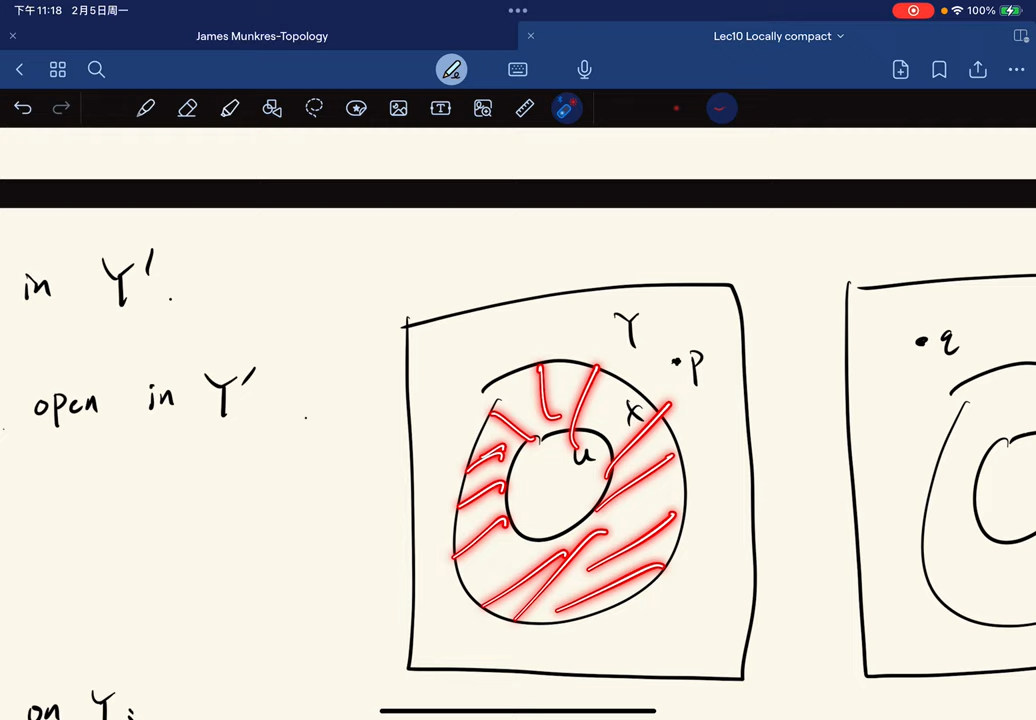 下午11:18 2月5日周一
100%
James Munkres-Topology
Lec10 Locally compact
in Y'.
open in Y'
Y
p
X
u
q
on Y;